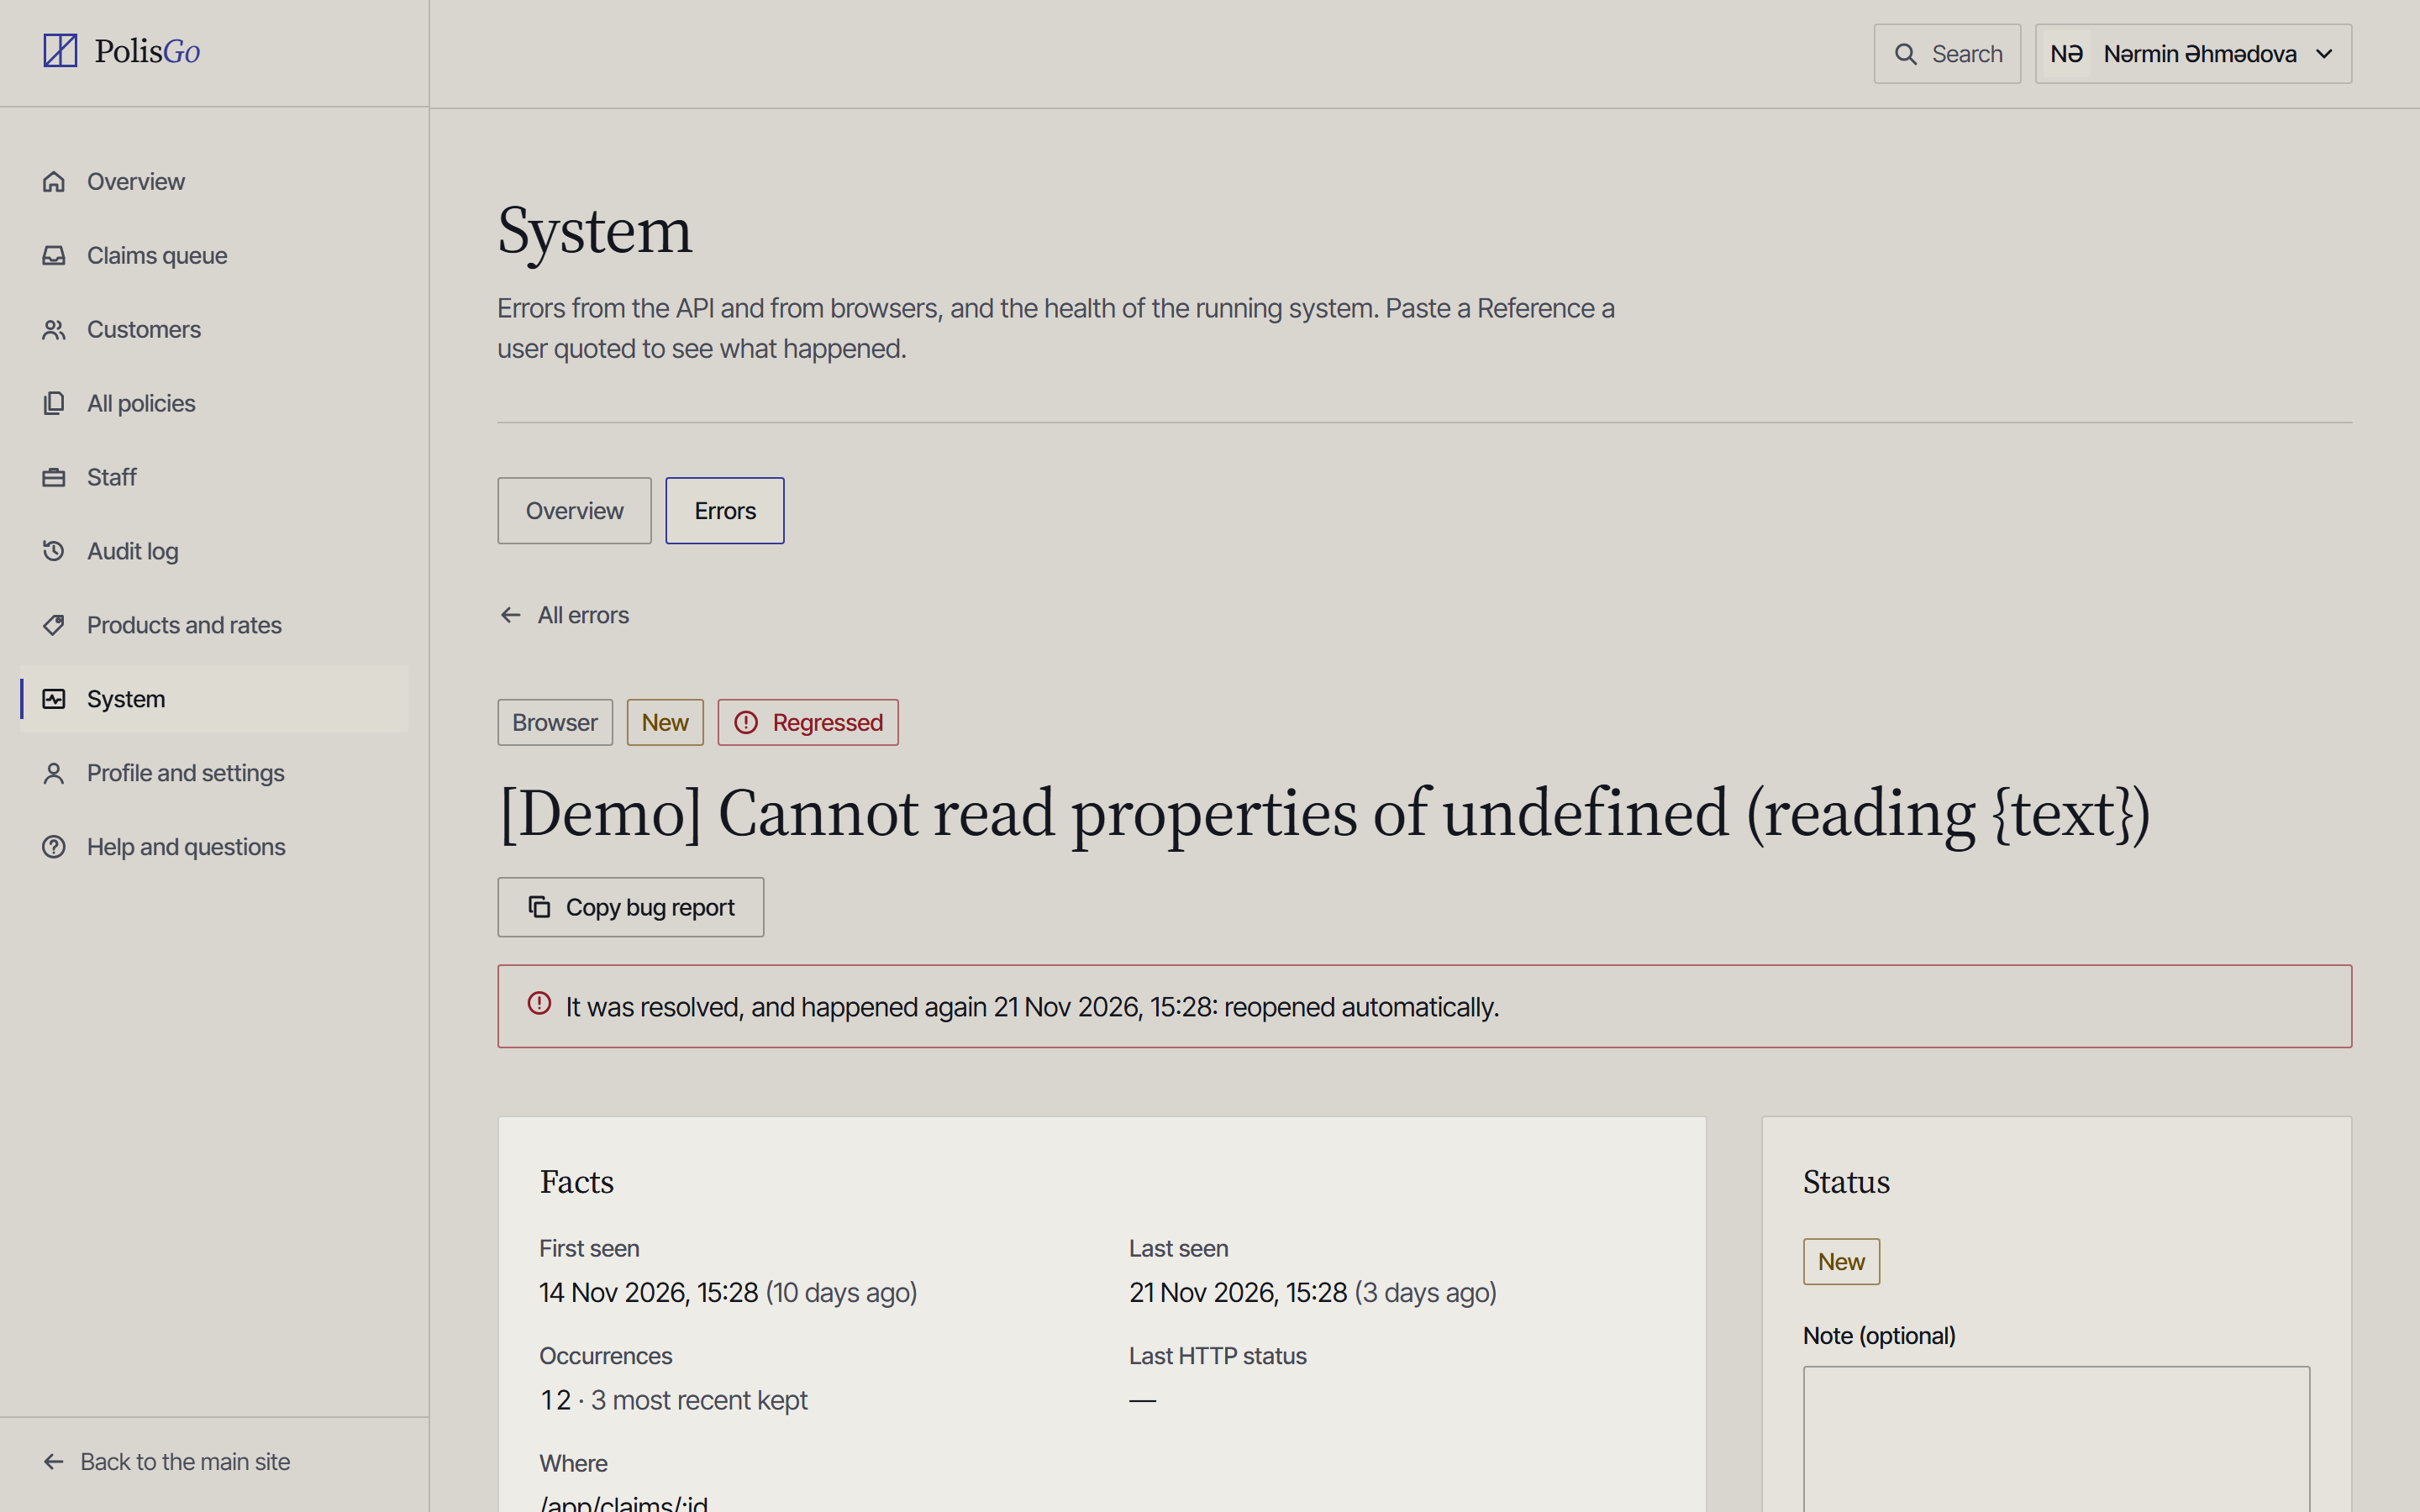 PolisGo
Search
NƏ Nərmin Əhmədova
Overview
Claims queue
Customers
All policies
Staff
Audit log
Products and rates
System
Profile and settings
Help and questions
Back to the main site
System
Errors from the API and from browsers, and the health of the running system. Paste a Reference a
user quoted to see what happened.
Overview
Errors
All errors
Browser
New
Regressed
[Demo] Cannot read properties of undefined (reading {text})
Copy bug report
It was resolved, and happened again 21 Nov 2026, 15:28: reopened automatically.
Facts
First seen
14 Nov 2026, 15:28 (10 days ago)
Last seen
21 Nov 2026, 15:28 (3 days ago)
Occurrences
12 · 3 most recent kept
Last HTTP status
—
Where
/app/claims/:id
Status
New
Note (optional)